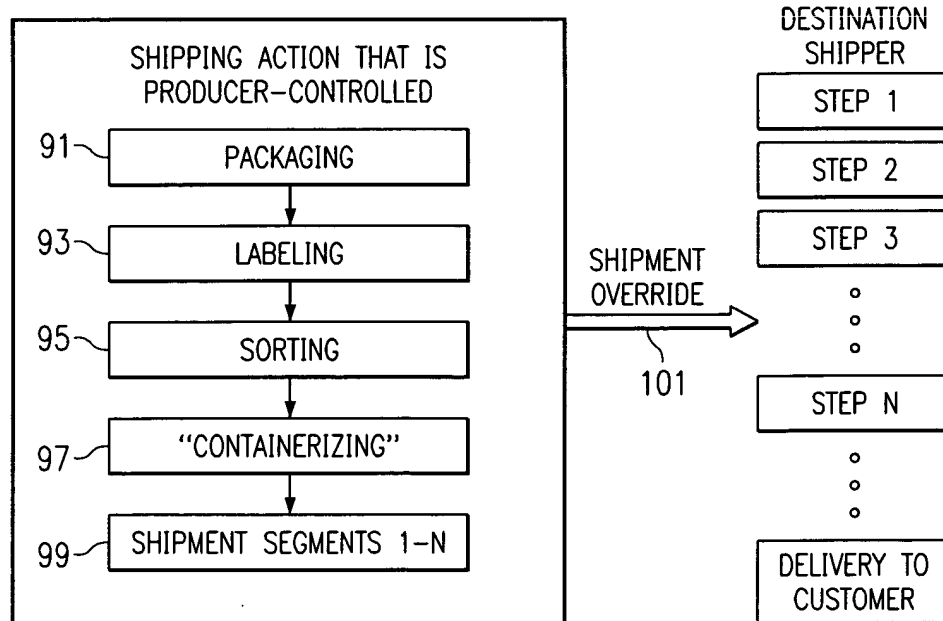 SHIPPING ACTION THAT IS
PRODUCER-CONTROLLED
91
PACKAGING
93
LABELING
95
SORTING
97
"CONTAINERIZING"
99
SHIPMENT SEGMENTS 1-N
SHIPMENT
OVERRIDE
101
DESTINATION
SHIPPER
STEP 1
STEP 2
STEP 3
STEP N
DELIVERY TO
CUSTOMER